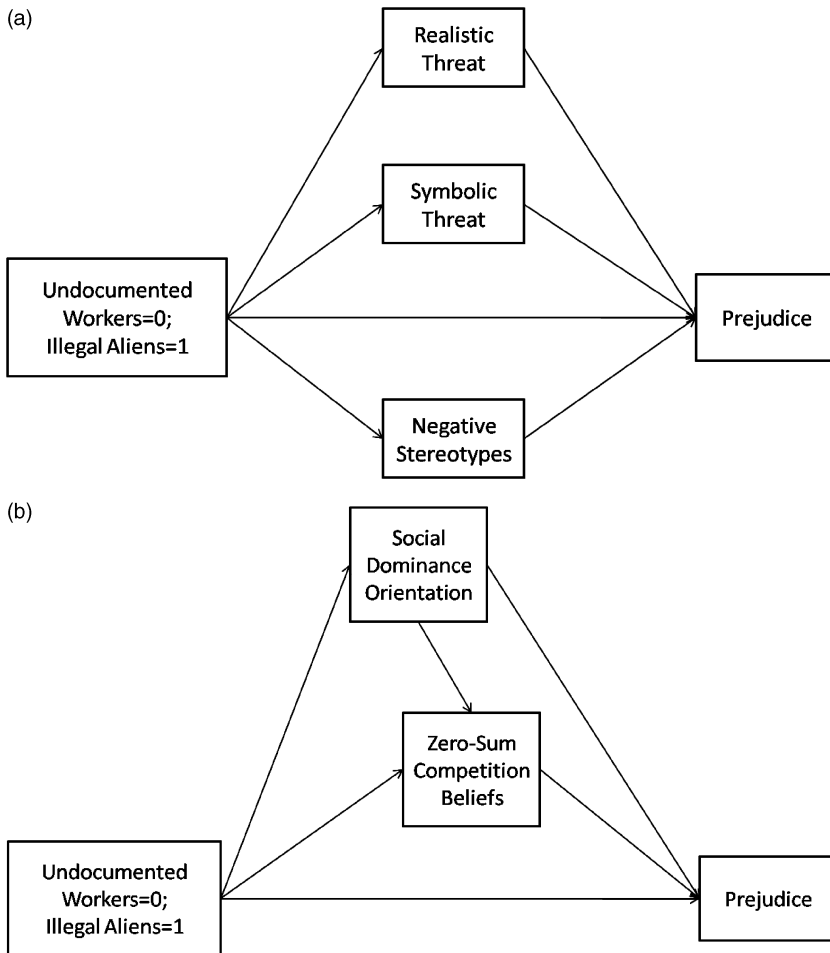 (a)
Realistic
Threat
Symbolic
Threat
Undocumented
Workers=0;
Illegal Aliens=1
Prejudice
Negative
Stereotypes
(b)
Social
Dominance
Orientation
Zero-Sum
Competition
Beliefs
Undocumented
Workers=0;
Illegal Aliens=1
Prejudice